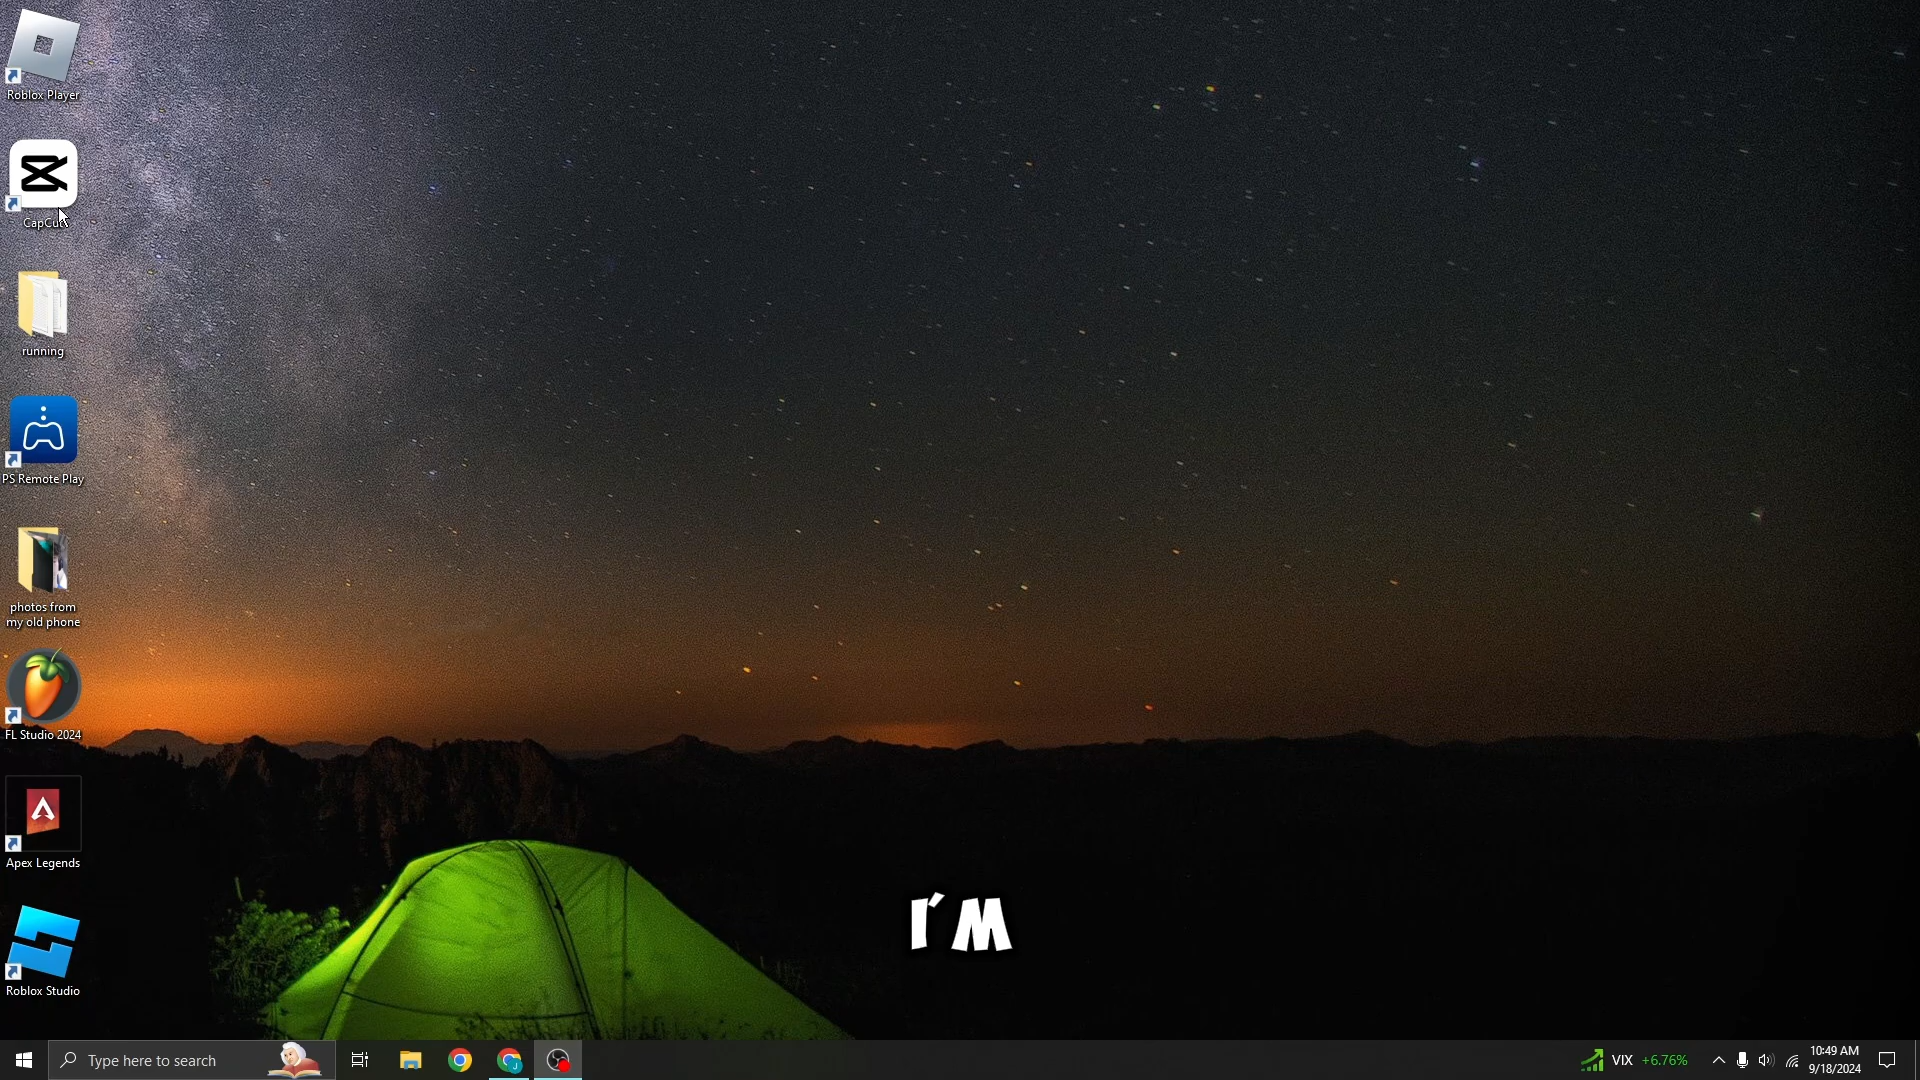 Roblox Player
CapCut
running
PS Remote Play
photos from
my old phone
FL Studio 2024
Apex Legends
Roblox Studio
I'M
Type here to search
VIX +6.76%
10:49 AM
9/18/2024